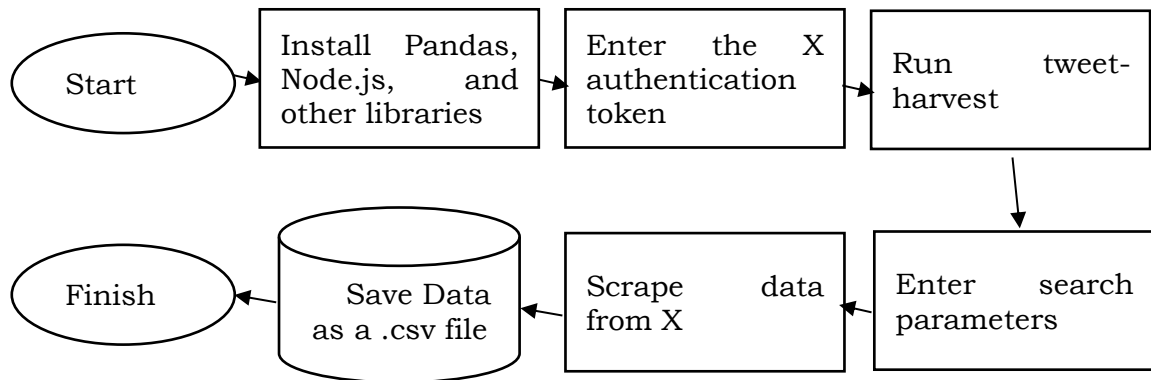 Start
Install Pandas,
Node.js, and
other libraries
Enter the X
authentication
token
Run tweet-
harvest
Enter search
parameters
Scrape data
from X
Save Data
as a .csv file
Finish